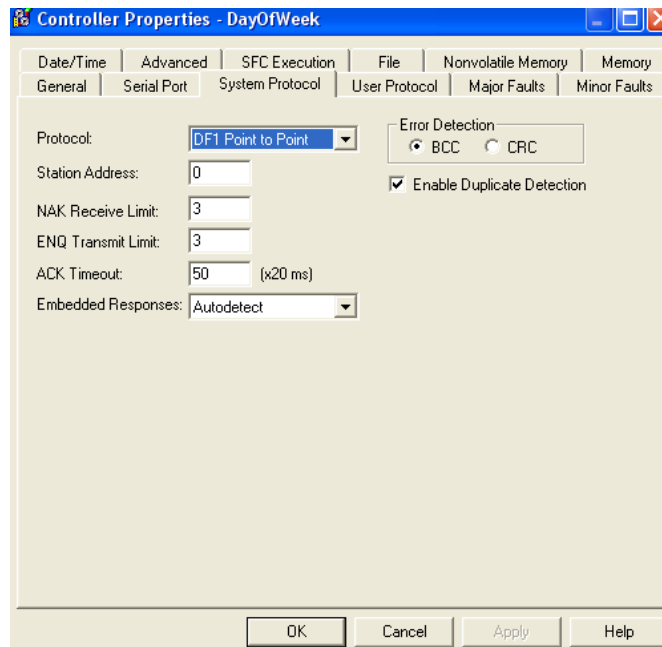 Controller Properties - DayOfWeek
Date/Time Advanced SFC Execution File Nonvolatile Memory Memory
General Serial Port System Protocol User Protocol Major Faults Minor Faults
Protocol: DF1 Point to Point
Error Detection
BCC CRC
Station Address: 0
Enable Duplicate Detection
NAK Receive Limit: 3
ENQ Transmit Limit: 3
ACK Timeout: 50 (x20 ms)
Embedded Responses: Autodetect
OK Cancel Apply Help